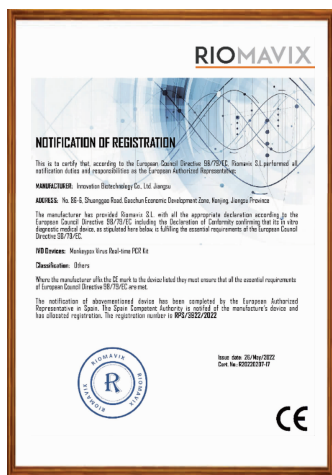 RIOMAVIX
NOTIFICATION OF REGISTRATION
This is to certify that, according to the European Council Directive 98/79/EC, Riomavix S.L performed all
notification duties and responsibilities as the European Authorized Representative:
MANUFACTURER: Innovation Biotechnology Co., Ltd. Jiangsu
ADDRESS: No. B6-6, Shuanggao Road, Gaochun Economic Development Zone, Nanjing, Jiangsu Province
The manufacturer has provided Riomavix S.L. with all the appropriate declaration according to the
European Council Directive 98/79/EC including the Declaration of Conformity confirming that its in vitro
diagnostic medical device, as stipulated here below, is fulfilling the essential requirements of the European Council
Directive 98/79/EC.
IVD Devices: Monkeypox Virus Real-time PCR Kit
Classification: Others
Where the manufacturer affix the CE mark to the device listed they must ensure that all the essential requirements
of European Council Directive 98/79/EC are met.
The notification of abovementioned device has been completed by the European Authorized
Representative in Spain. The Spain Competent Authority is notifed of the manufacturer's device and
has allocated registration. The registration number is RPS/3822/2022
Issue date: 26/May/2022
Cert. No.: R20220207-17
RIOMAVIX
R
RIOMAVIX
CE